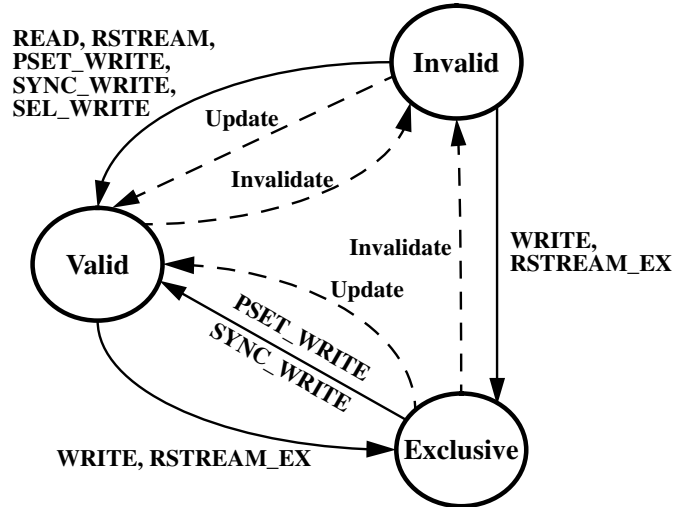 READ, RSTREAM,
PSET_WRITE,
SYNC_WRITE,
SEL_WRITE
Invalid
Update
Invalidate
Valid
Invalidate
WRITE,
RSTREAM_EX
Update
PSET_WRITE
SYNC_WRITE
WRITE, RSTREAM_EX
Exclusive